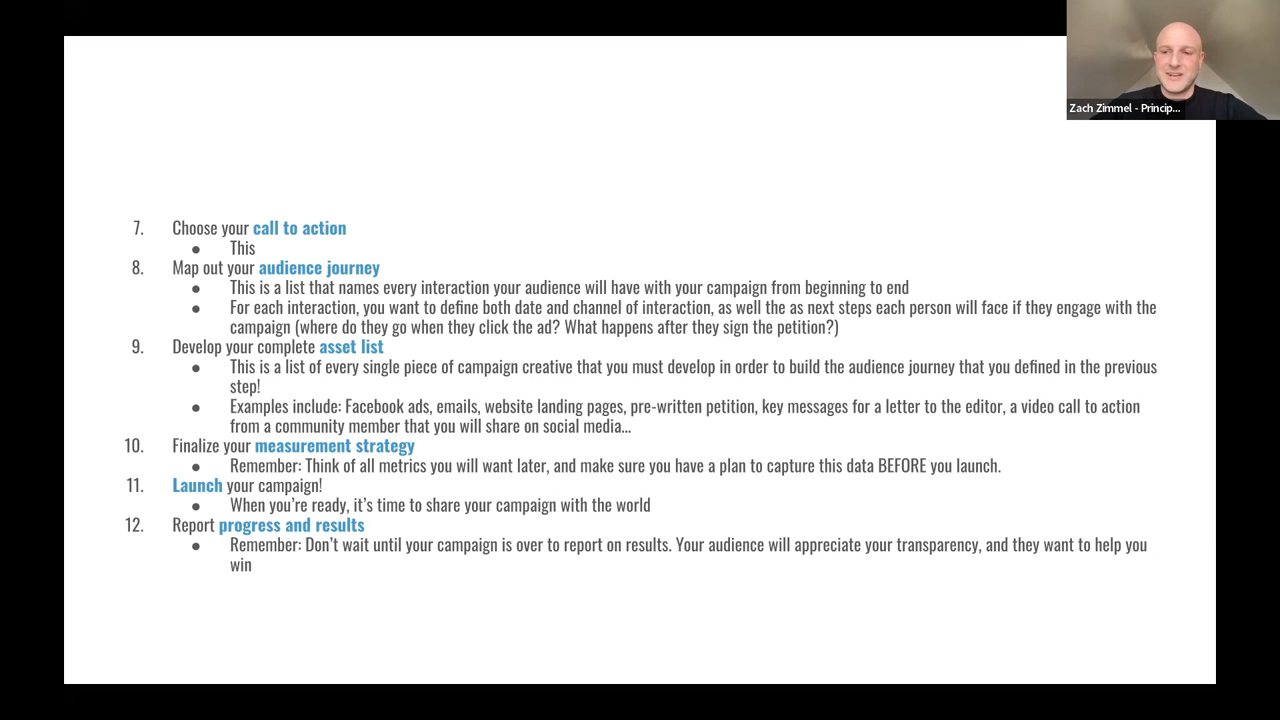 Zach Zimmel - Princip...
7. Choose your call to action
● This
8. Map out your audience journey
● This is a list that names every interaction your audience will have with your campaign from beginning to end
● For each interaction, you want to define both date and channel of interaction, as well the as next steps each person will face if they engage with the
campaign (where do they go when they click the ad? What happens after they sign the petition?)
9. Develop your complete asset list
● This is a list of every single piece of campaign creative that you must develop in order to build the audience journey that you defined in the previous
step!
● Examples include: Facebook ads, emails, website landing pages, pre-written petition, key messages for a letter to the editor, a video call to action
from a community member that you will share on social media...
10. Finalize your measurement strategy
● Remember: Think of all metrics you will want later, and make sure you have a plan to capture this data BEFORE you launch.
11. Launch your campaign!
● When you're ready, it's time to share your campaign with the world
12. Report progress and results
● Remember: Don't wait until your campaign is over to report on results. Your audience will appreciate your transparency, and they want to help you
win